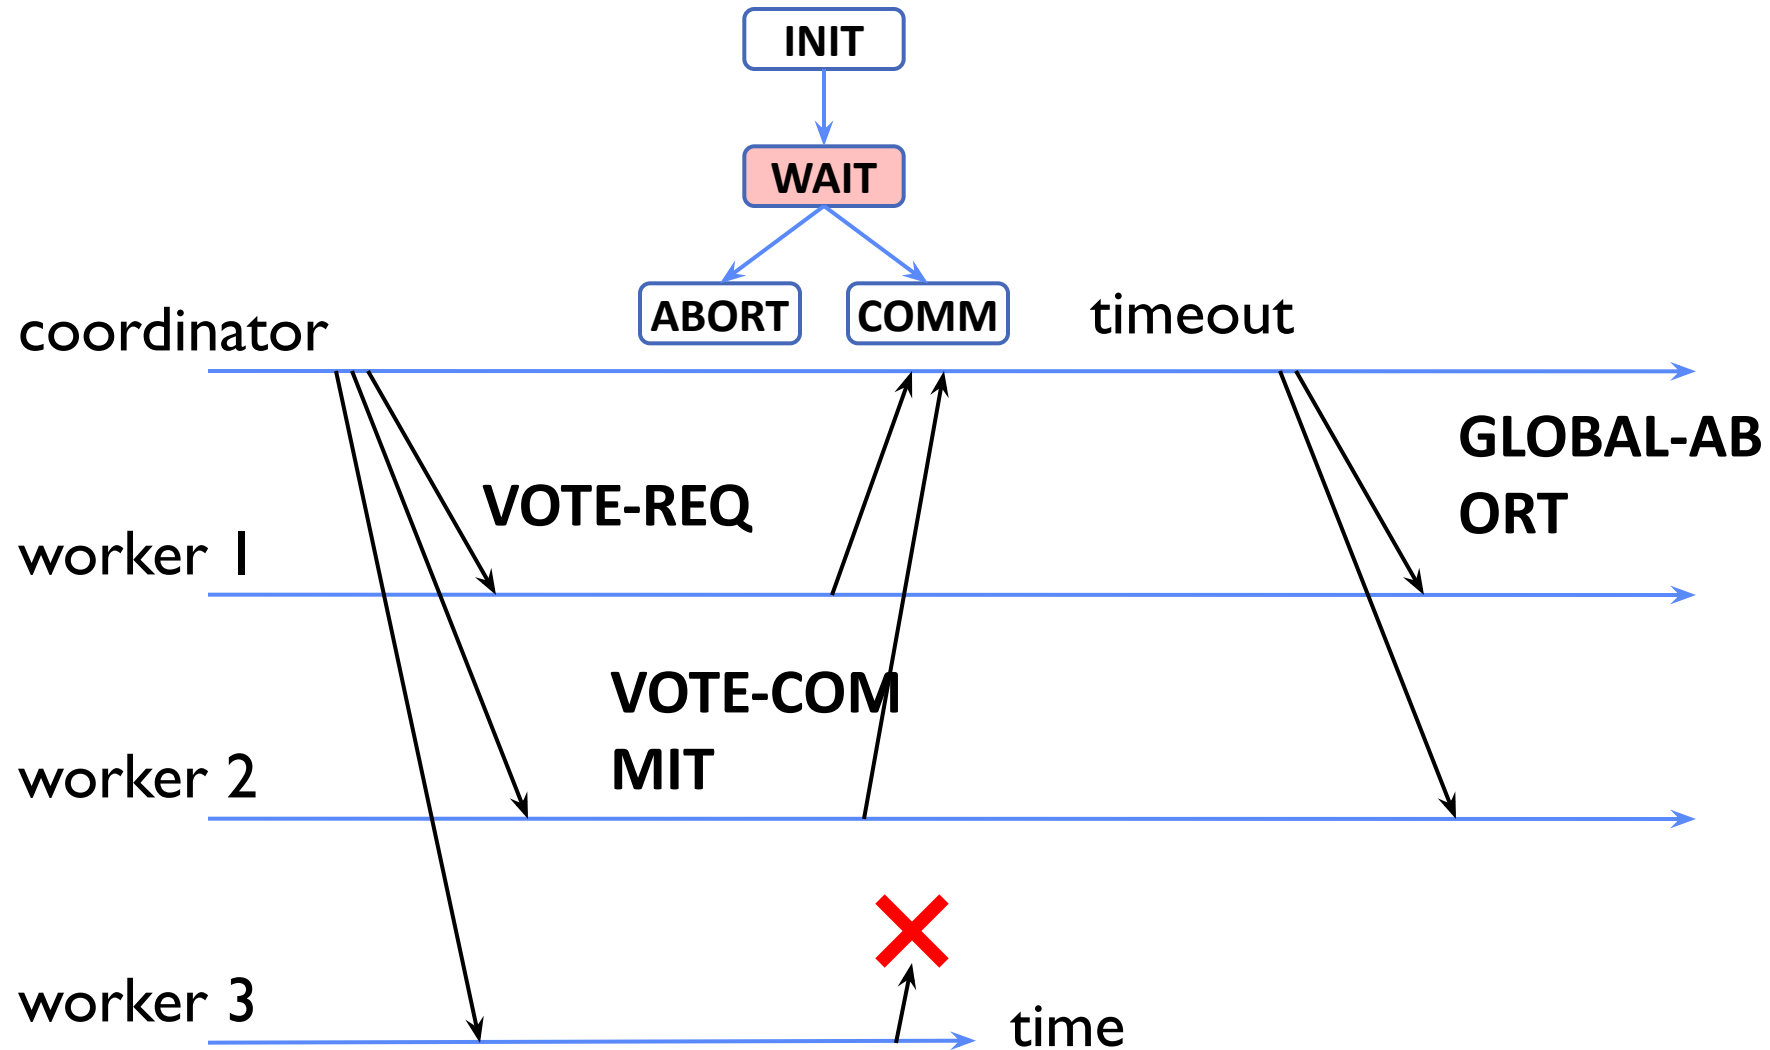 INIT
WAIT
ABORT
COMM
timeout
coordinator
GLOBAL-AB
ORT
VOTE-REQ
worker 1
VOTE-COM
MIT
worker 2
worker 3
time